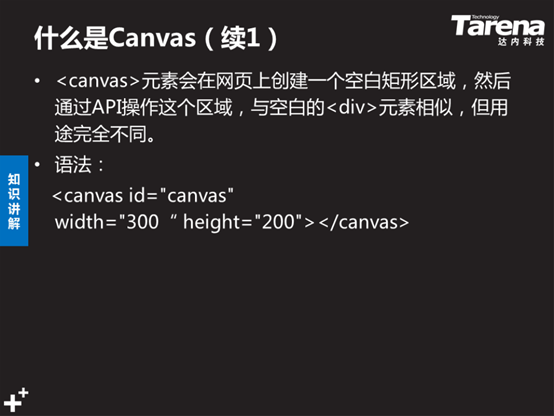 什么是Canvas（续1）
Technology
Tarena
达内科技
• <canvas>元素会在网页上创建一个空白矩形区域，然后
通过API操作这个区域，与空白的<div>元素相似，但用
途完全不同。
• 语法：
<canvas id="canvas"
width="300 “ height="200"></canvas>
知识讲解